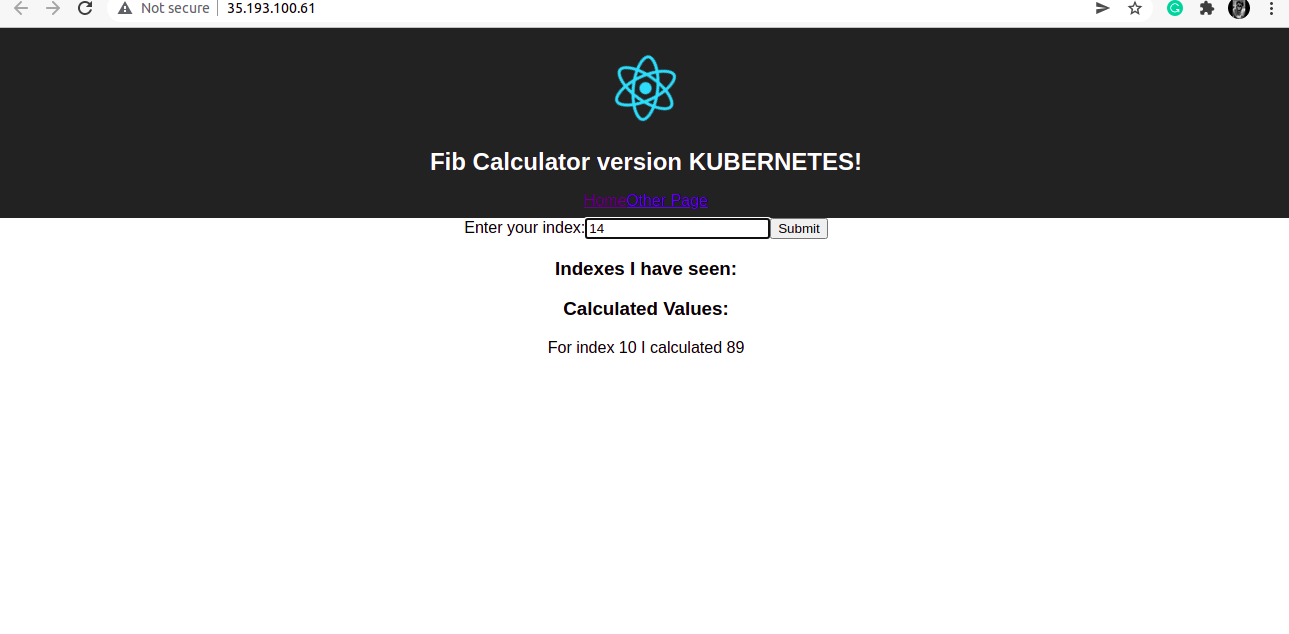 Not secure 35.193.100.61
Fib Calculator version KUBERNETES!
HomeOther Page
Enter your index:14 Submit
Indexes I have seen:
Calculated Values:
For index 10 I calculated 89